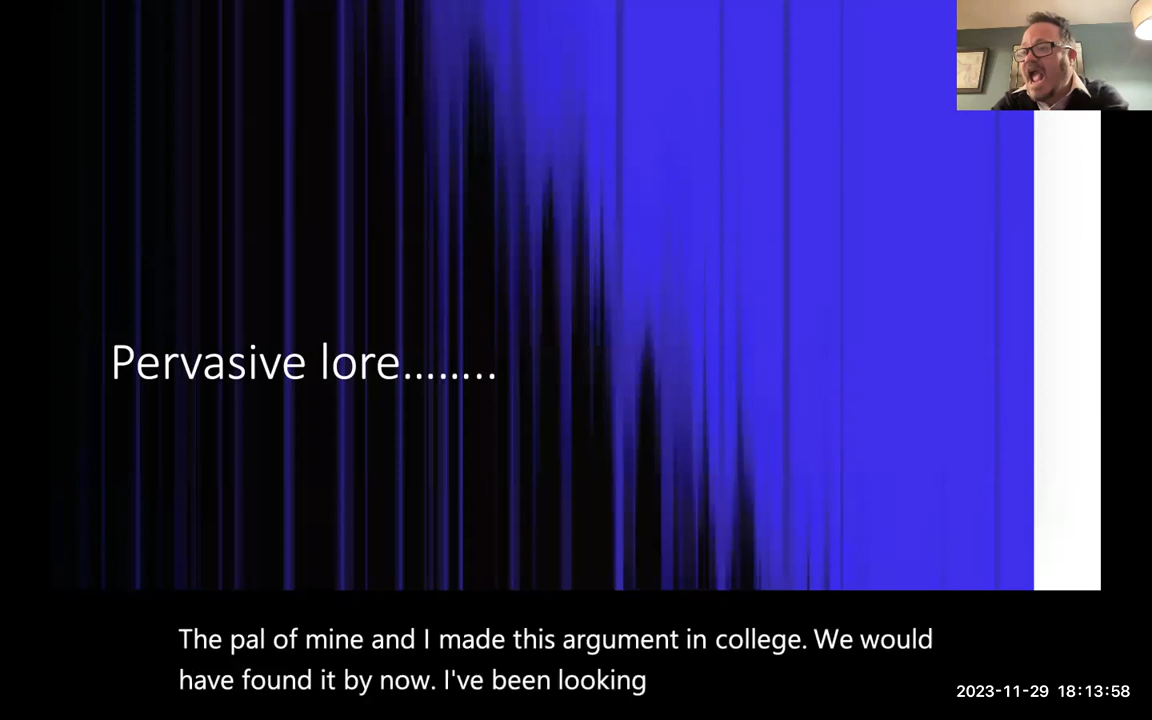 Pervasive lore........
The pal of mine and I made this argument in college. We would
have found it by now. I've been looking
2023-11-29 18:13:58